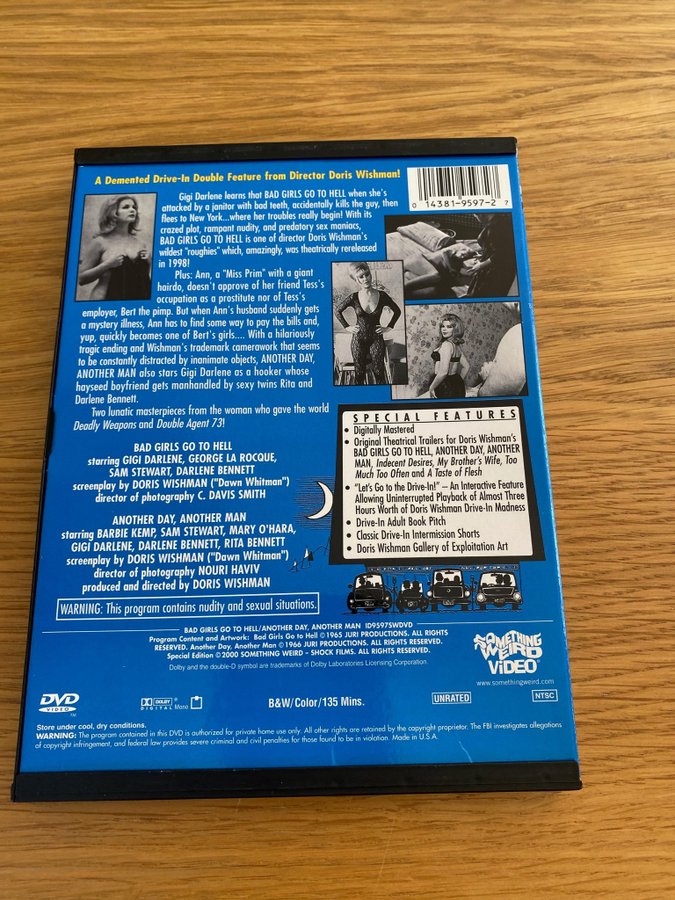 A Demented Drive-In Double Feature from Director Doris Wishman!
Gigi Darlene learns that BAD GIRLS GO TO HELL when she's
attacked by a janitor with bad teeth, accidentally kills the guy, then
flees to New York...where her troubles really begin! With its
crazed plot, rampant nudity, and predatory sex maniacs,
BAD GIRLS GO TO HELL is one of director Doris Wishman's
wildest "roughies" which, amazingly, was theatrically rereleased
in 1998!
Plus: Ann, a "Miss Prim" with a giant
hairdo, doesn't approve of her friend Tess's
occupation as a prostitute nor of Tess's
employer, Bert the pimp. But when Ann's husband suddenly gets
a mystery illness, Ann has to find some way to pay the bills and,
yup, quickly becomes one of Bert's girls.... With a hilariously
tragic ending and Wishman's trademark camerawork that seems
to be constantly distracted by inanimate objects, ANOTHER DAY,
ANOTHER MAN also stars Gigi Darlene as a hooker whose
hayseed boyfriend gets manhandled by sexy twins Rita and
Darlene Bennett.
Two lunatic masterpieces from the woman who gave the world
Deadly Weapons and Double Agent 73!
BAD GIRLS GO TO HELL
starring GIGI DARLENE, GEORGE LA ROCQUE,
SAM STEWART, DARLENE BENNETT
screenplay by DORIS WISHMAN ("Dawn Whitman")
director of photography C. DAVIS SMITH
ANOTHER DAY, ANOTHER MAN
starring BARBIE KEMP, SAM STEWART, MARY O'HARA,
GIGI DARLENE, DARLENE BENNETT, RITA BENNETT
screenplay by DORIS WISHMAN ("Dawn Whitman")
director of photography NOURI HAVIV
produced and directed by DORIS WISHMAN
WARNING: This program contains nudity and sexual situations.
0 14381-9597-2 7
SPECIAL FEATURES
• Digitally Mastered
• Original Theatrical Trailers for Doris Wishman's
BAD GIRLS GO TO HELL, ANOTHER DAY, ANOTHER
MAN, Indecent Desires, My Brother's Wife, Too
Much Too Often and A Taste of Flesh
• "Let's Go to the Drive-In!" – An Interactive Feature
Allowing Uninterrupted Playback of Almost Three
Hours Worth of Doris Wishman Drive-In Madness
• Drive-In Adult Book Pitch
• Classic Drive-In Intermission Shorts
• Doris Wishman Gallery of Exploitation Art
BAD GIRLS GO TO HELL/ANOTHER DAY, ANOTHER MAN ID9597SWDVD
Program Content and Artwork: Bad Girls Go to Hell ©1965 JURI PRODUCTIONS. ALL RIGHTS
RESERVED. Another Day, Another Man ©1966 JURI PRODUCTIONS. ALL RIGHTS RESERVED.
Special Edition ©2000 SOMETHING WEIRD - SHOCK FILMS. ALL RIGHTS RESERVED.
Dolby and the double-D symbol are trademarks of Dolby Laboratories Licensing Corporation.
SOMETHING
WEIRD
VIDEO
www.somethingweird.com
DVD
VIDEO
DOLBY
DIGITAL Mono
B&W/Color/135 Mins.
UNRATED
NTSC
Store under cool, dry conditions.
WARNING: The program contained in this DVD is authorized for private home use only. All other rights are retained by the copyright proprietor. The FBI investigates allegations
of copyright infringement, and federal law provides severe criminal and civil penalties for those found to be in violation. Made in U.S.A.